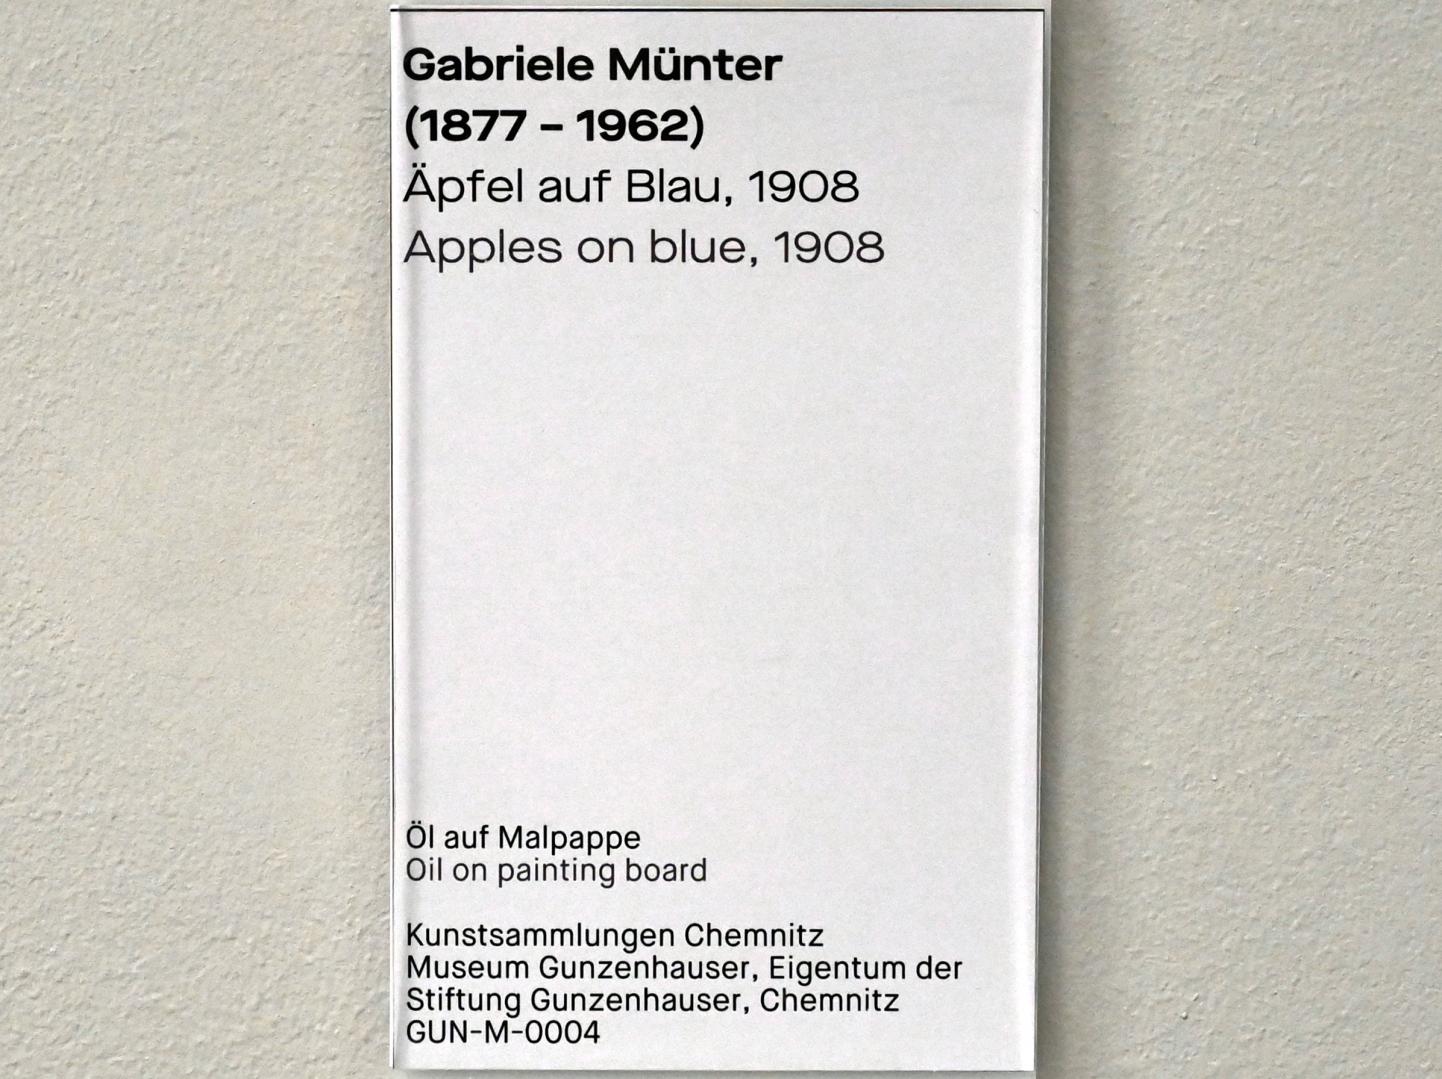 Gabriele Münter
(1877 – 1962)
Äpfel auf Blau, 1908
Apples on blue, 1908
Öl auf Malpappe
Oil on painting board
Kunstsammlungen Chemnitz
Museum Gunzenhauser, Eigentum der
Stiftung Gunzenhauser, Chemnitz
GUN-M-0004